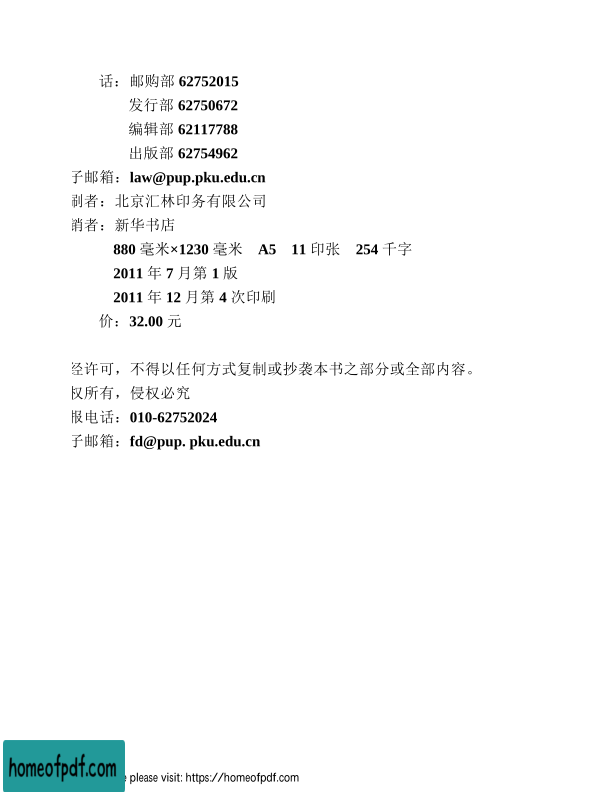 话：邮购部 62752015
发行部 62750672
编辑部 62117788
出版部 62754962
子邮箱：law@pup.pku.edu.cn
刷者：北京汇林印务有限公司
销者：新华书店
880 毫米×1230 毫米 A5 11 印张 254 千字
2011 年 7 月第 1 版
2011 年 12 月第 4 次印刷
价：32.00 元
经许可，不得以任何方式复制或抄袭本书之部分或全部内容。
权所有，侵权必究
报电话：010-62752024
子邮箱：fd@pup. pku.edu.cn
homeofpdf.com
e please visit: https://homeofpdf.com